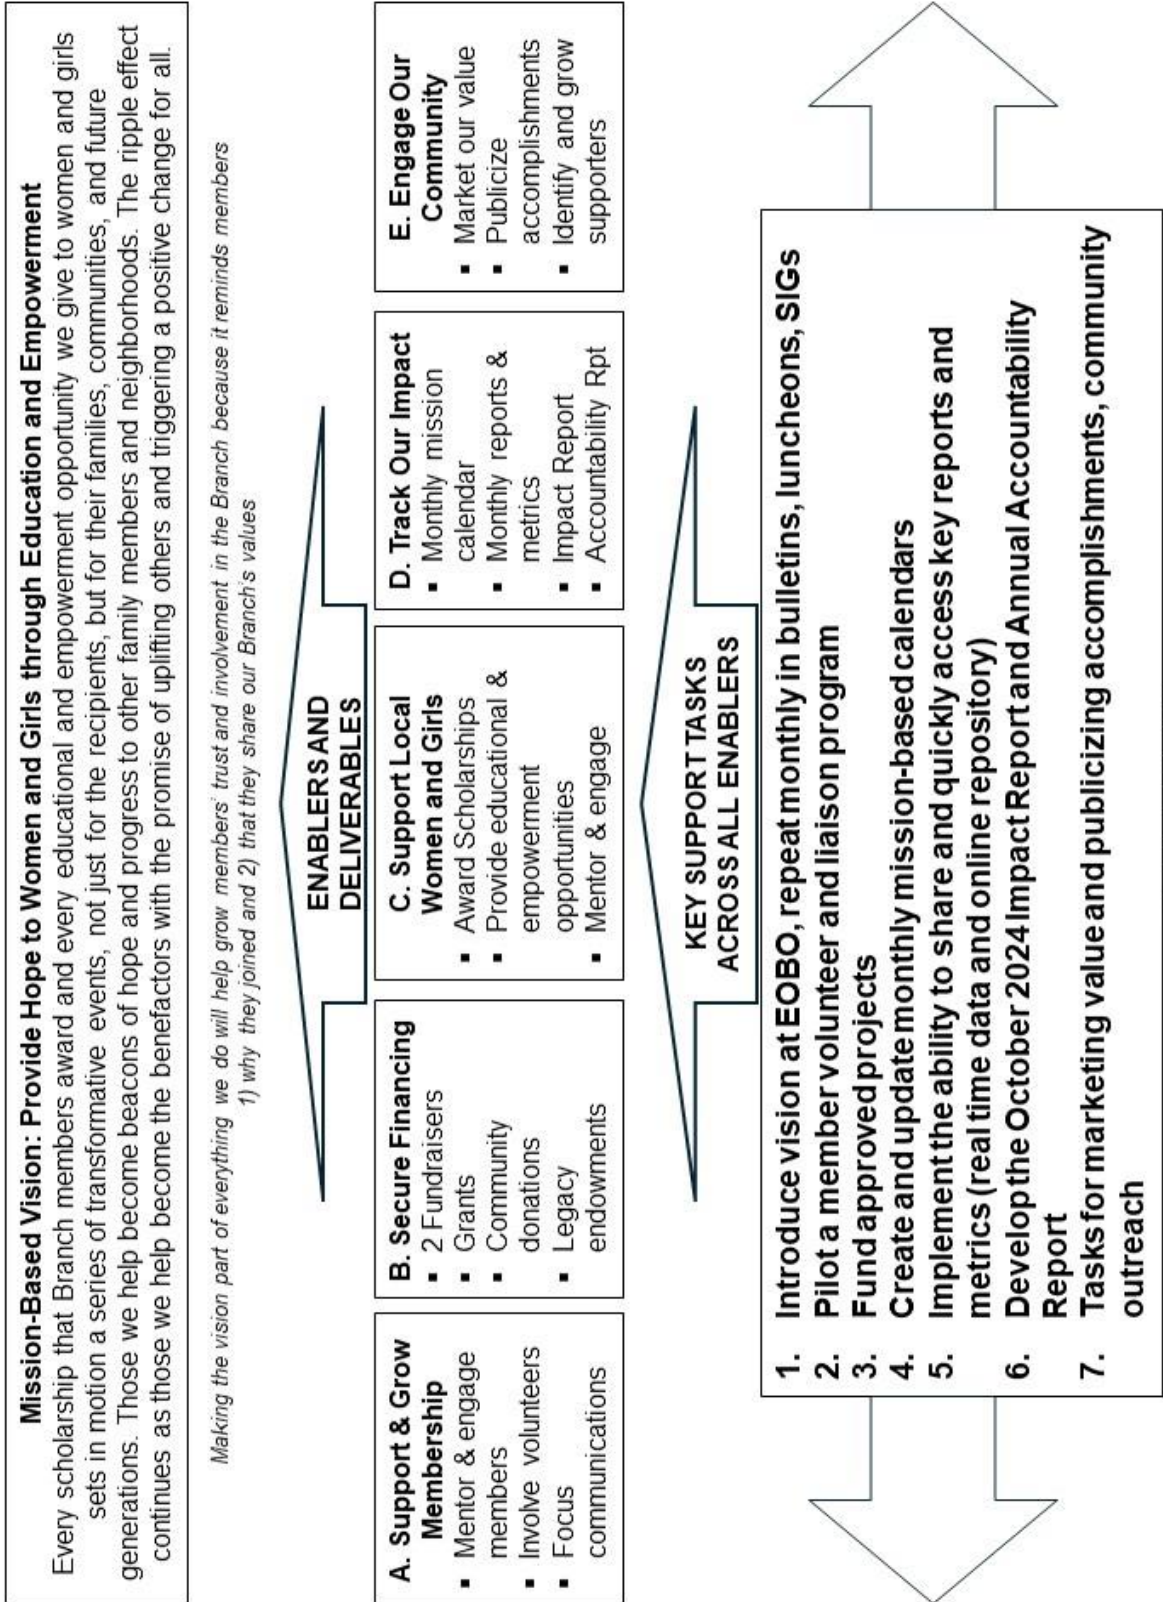 Mission-Based Vision: Provide Hope to Women and Girls through Education and Empowerment
Every scholarship that Branch members award and every educational and empowerment opportunity we give to women and girls
sets in motion a series of transformative events, not just for the recipients, but for their families, communities, and future
generations. Those we help become beacons of hope and progress to other family members and neighborhoods. The ripple effect
continues as those we help become the benefactors with the promise of uplifting others and triggering a positive change for all.
Making the vision part of everything we do will help grow members' trust and involvement in the Branch because it reminds members
1) why they joined and 2) that they share our Branch's values
ENABLERS AND
DELIVERABLES
A. Support & Grow
Membership
▪ Mentor & engage
members
▪ Involve volunteers
▪ Focus
communications
B. Secure Financing
▪ 2 Fundraisers
▪ Grants
▪ Community
donations
▪ Legacy
endowments
C. Support Local
Women and Girls
▪ Award Scholarships
▪ Provide educational &
empowerment
opportunities
▪ Mentor & engage
D. Track Our Impact
▪ Monthly mission
calendar
▪ Monthly reports &
metrics
▪ Impact Report
▪ Accountability Rpt
E. Engage Our
Community
▪ Market our value
▪ Publicize
accomplishments
▪ Identify and grow
supporters
KEY SUPPORT TASKS
ACROSS ALL ENABLERS
1. Introduce vision at EOBO, repeat monthly in bulletins, luncheons, SIGs
2. Pilot a member volunteer and liaison program
3. Fund approved projects
4. Create and update monthly mission-based calendars
5. Implement the ability to share and quickly access key reports and
metrics (real time data and online repository)
6. Develop the October 2024 Impact Report and Annual Accountability
Report
7. Tasks for marketing value and publicizing accomplishments, community
outreach